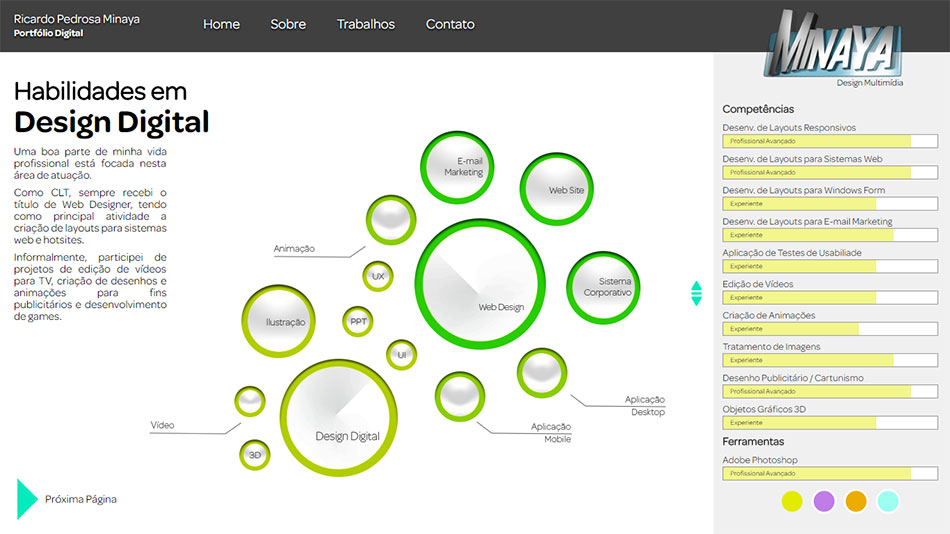 Ricardo Pedrosa Minaya
Portfólio Digital
Home
Sobre
Trabalhos
Contato
MINAYA
Design Multimídia
Habilidades em
Design Digital
Uma boa parte de minha vida
profissional está focada nesta
área de atuação.
Como CLT, sempre recebi o
título de Web Designer, tendo
como principal atividade a
criação de layouts para sistemas
web e hotsites.
Informalmente, participei de
projetos de edição de vídeos
para TV, criação de desenhos e
animações para fins
publicitários e desenvolvimento
de games.
Próxima Página
E-mail
Marketing
Web Site
Animação
UX
Sistema
Corporativo
Web Design
Ilustração
PPT
UI
Aplicação
Desktop
Aplicação
Mobile
Vídeo
Design Digital
3D
Competências
Desenv. de Layouts Responsivos
Profissional Avançado
Desenv. de Layouts para Sistemas Web
Profissional Avançado
Desenv. de Layouts para Windows Form
Experiente
Desenv. de Layouts para E-mail Marketing
Experiente
Aplicação de Testes de Usabiliade
Experiente
Edição de Vídeos
Experiente
Criação de Animações
Experiente
Tratamento de Imagens
Experiente
Desenho Publicitário / Cartunismo
Profissional Avançado
Objetos Gráficos 3D
Experiente
Ferramentas
Adobe Photoshop
Profissional Avançado